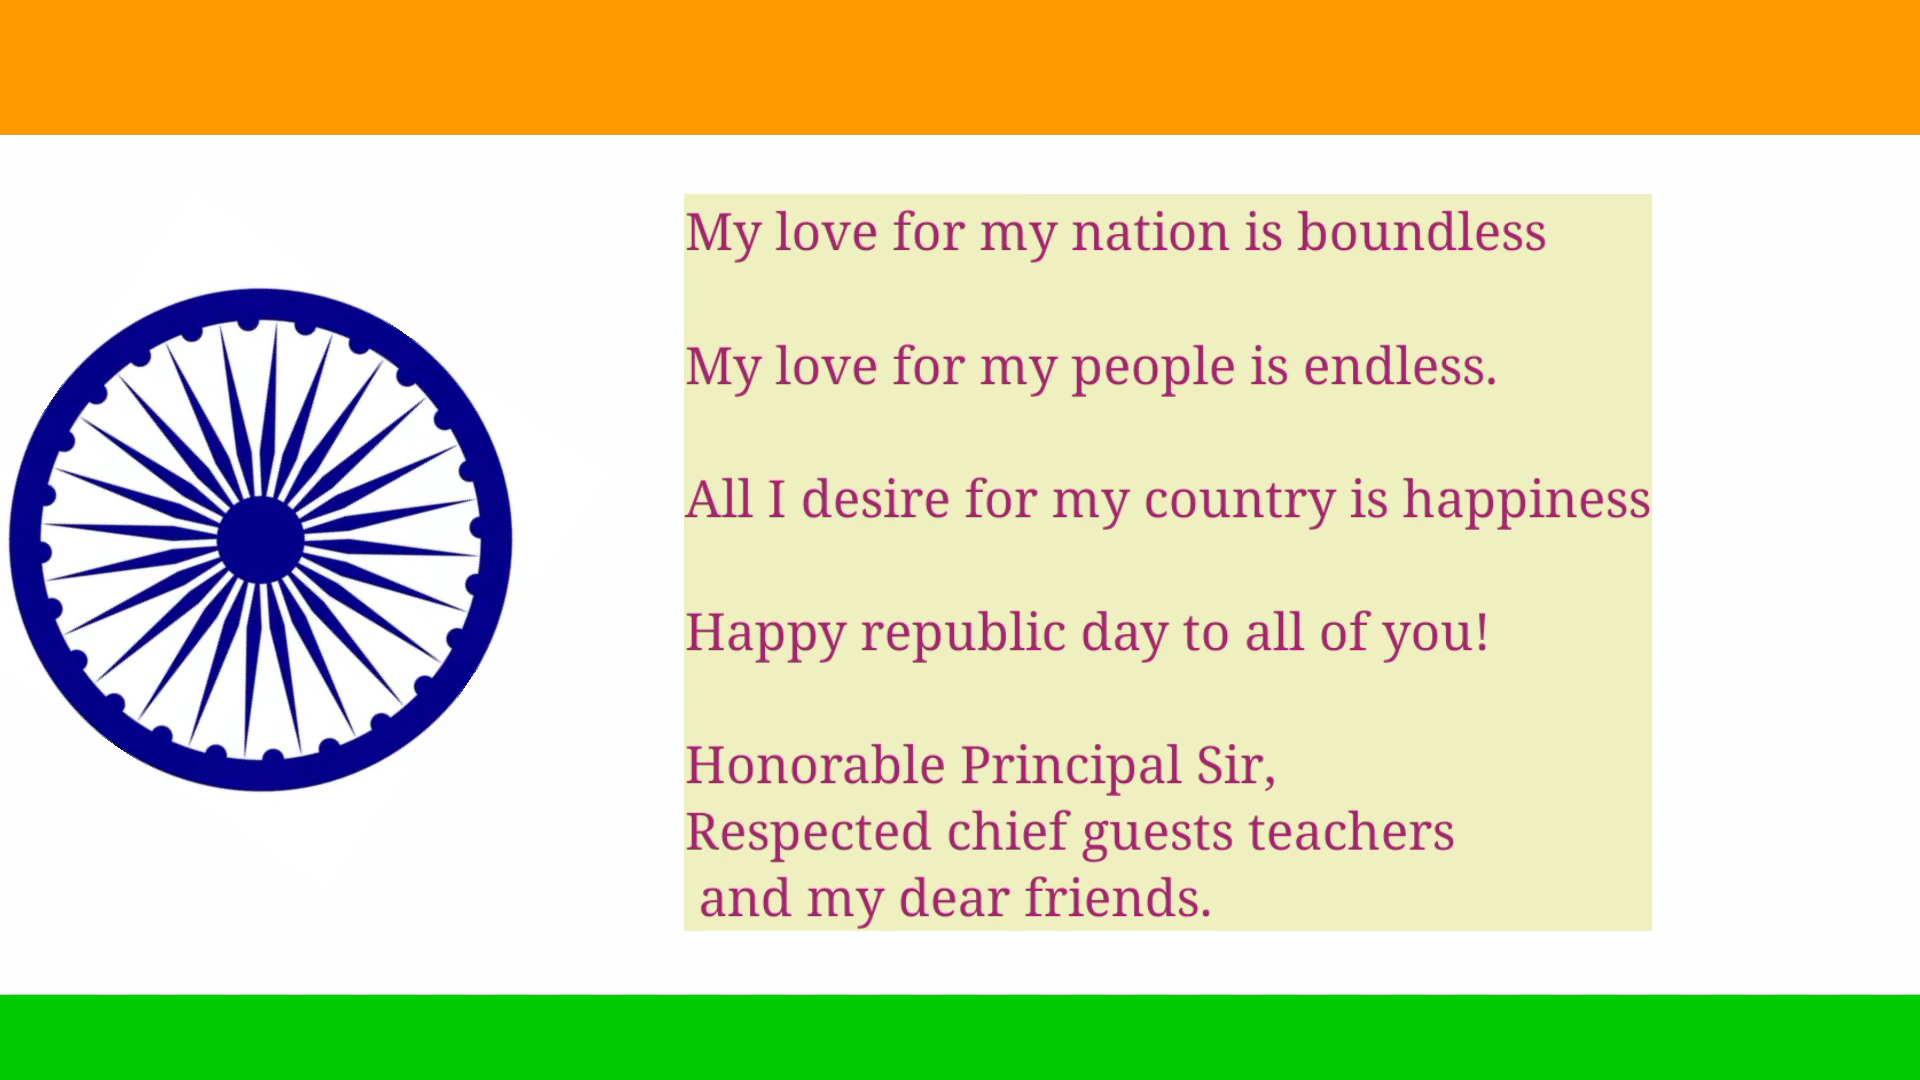 My love for my nation is boundless
My love for my people is endless.
All I desire for my country is happiness
Happy republic day to all of you!
Honorable Principal Sir,
Respected chief guests teachers
and my dear friends.